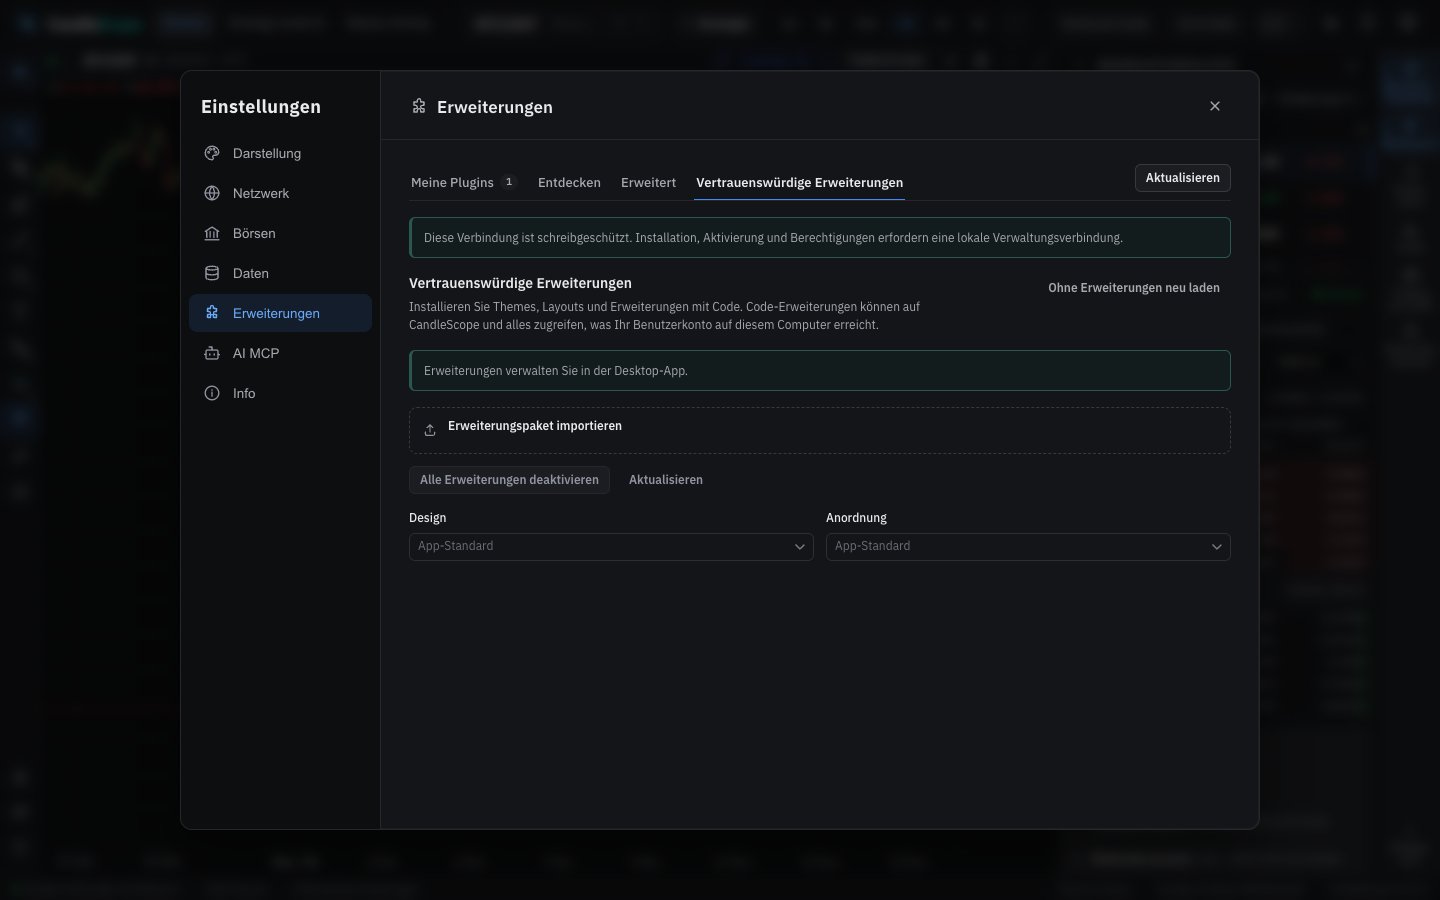 Einstellungen
Darstellung
Netzwerk
Börsen
Daten
Erweiterungen
AI MCP
Info
Erweiterungen
Meine Plugins 1
Entdecken
Erweitert
Vertrauenswürdige Erweiterungen
Aktualisieren
Diese Verbindung ist schreibgeschützt. Installation, Aktivierung und Berechtigungen erfordern eine lokale Verwaltungsverbindung.
Vertrauenswürdige Erweiterungen
Ohne Erweiterungen neu laden
Installieren Sie Themes, Layouts und Erweiterungen mit Code. Code-Erweiterungen können auf
CandleScope und alles zugreifen, was Ihr Benutzerkonto auf diesem Computer erreicht.
Erweiterungen verwalten Sie in der Desktop-App.
Erweiterungspaket importieren
Alle Erweiterungen deaktivieren
Aktualisieren
Design
Anordnung
App-Standard
App-Standard